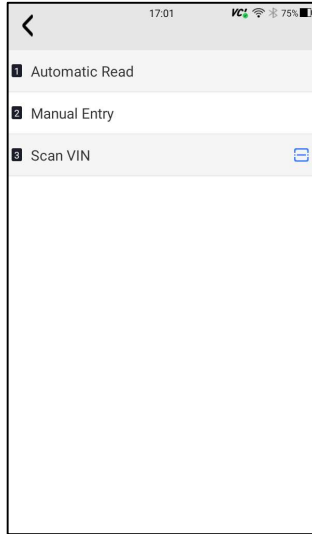 17:01 VCI 75%
1 Automatic Read
2 Manual Entry
3 Scan VIN